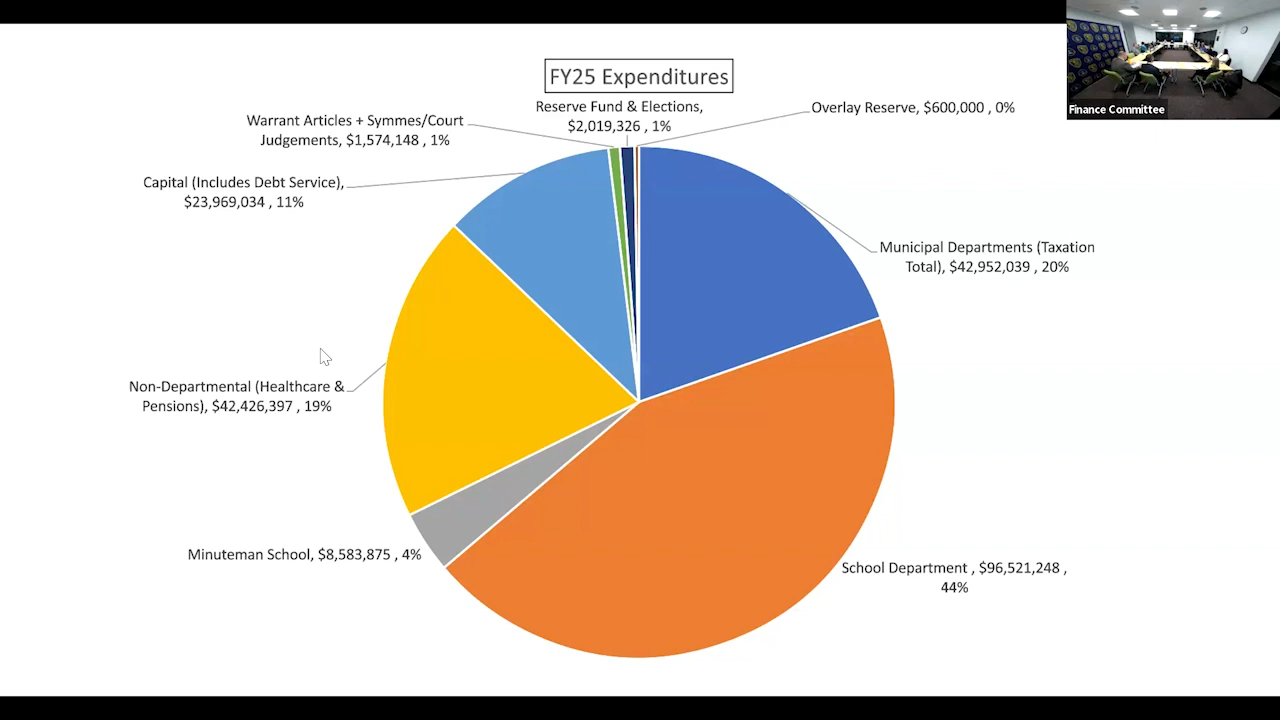 FY25 Expenditures
Reserve Fund & Elections,
$2,019,326 , 1%
Overlay Reserve, $600,000 , 0%
Warrant Articles + Symmes/Court
Judgements, $1,574,148 , 1%
Capital (Includes Debt Service),
$23,969,034 , 11%
Municipal Departments (Taxation
Total), $42,952,039 , 20%
Non-Departmental (Healthcare &
Pensions), $42,426,397 , 19%
Minuteman School, $8,583,875 , 4%
School Department , $96,521,248 ,
44%
Finance Committee